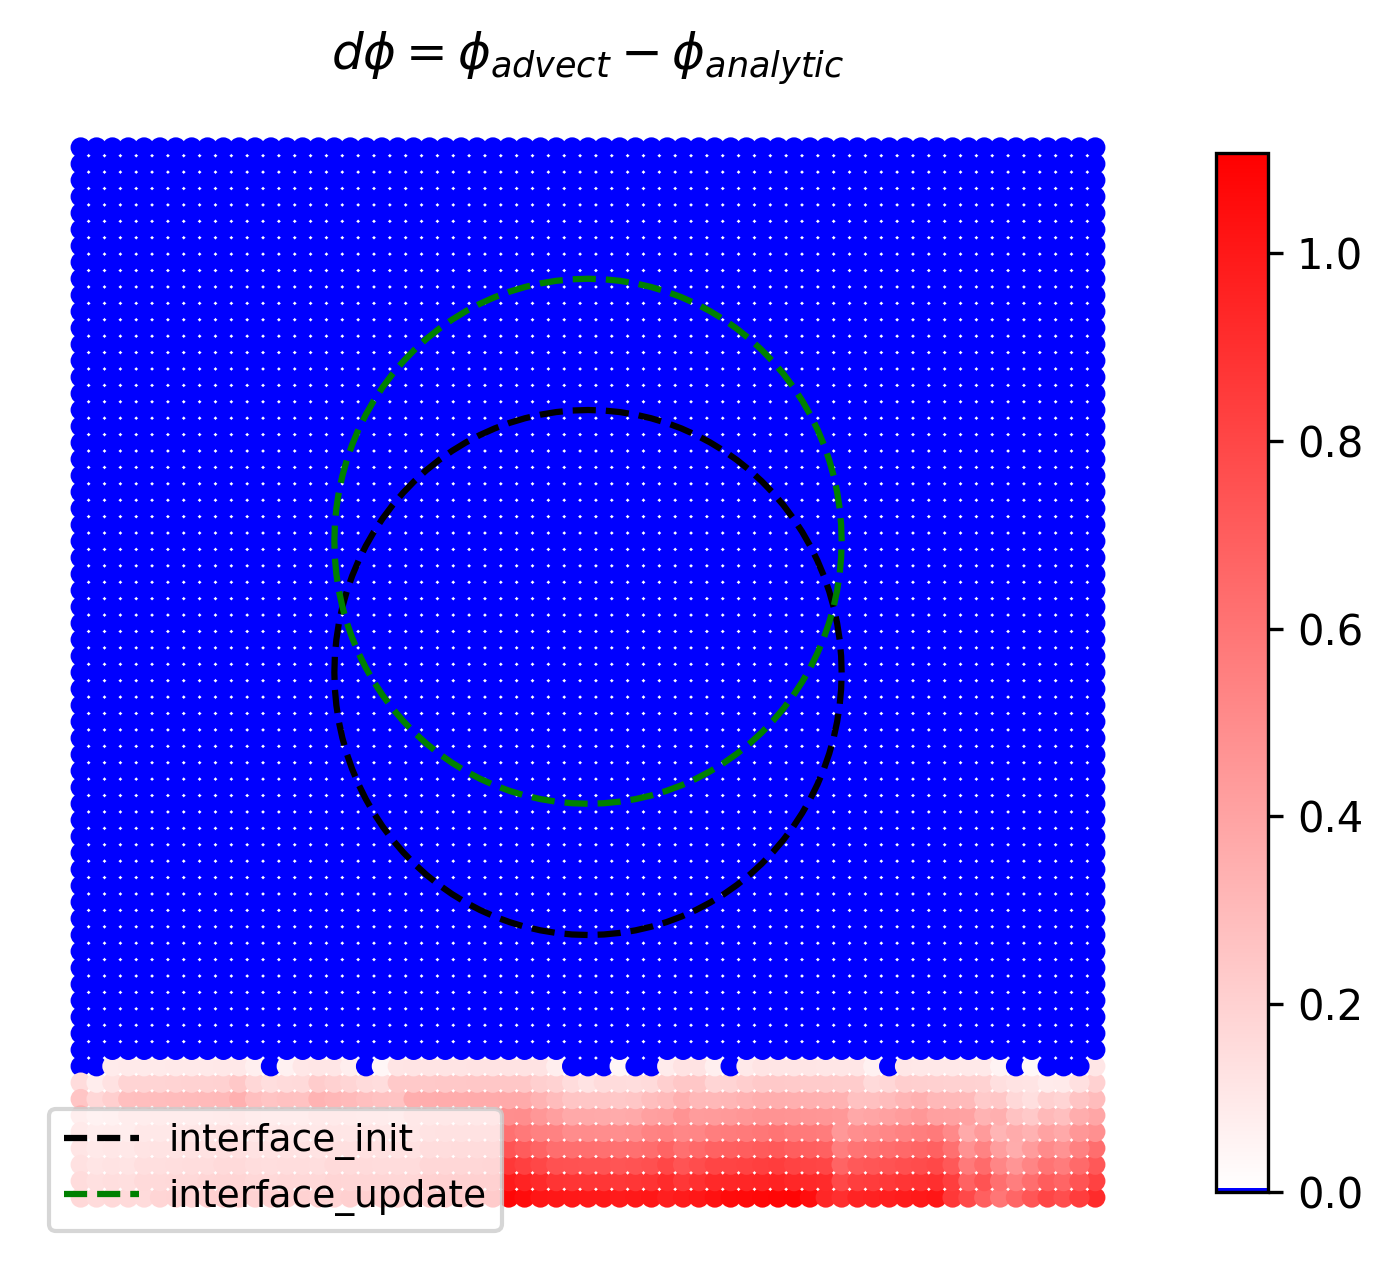 dϕ = ϕadvect − ϕanalytic
1.0
0.8
0.6
0.4
0.2
0.0
interface_init
interface_update